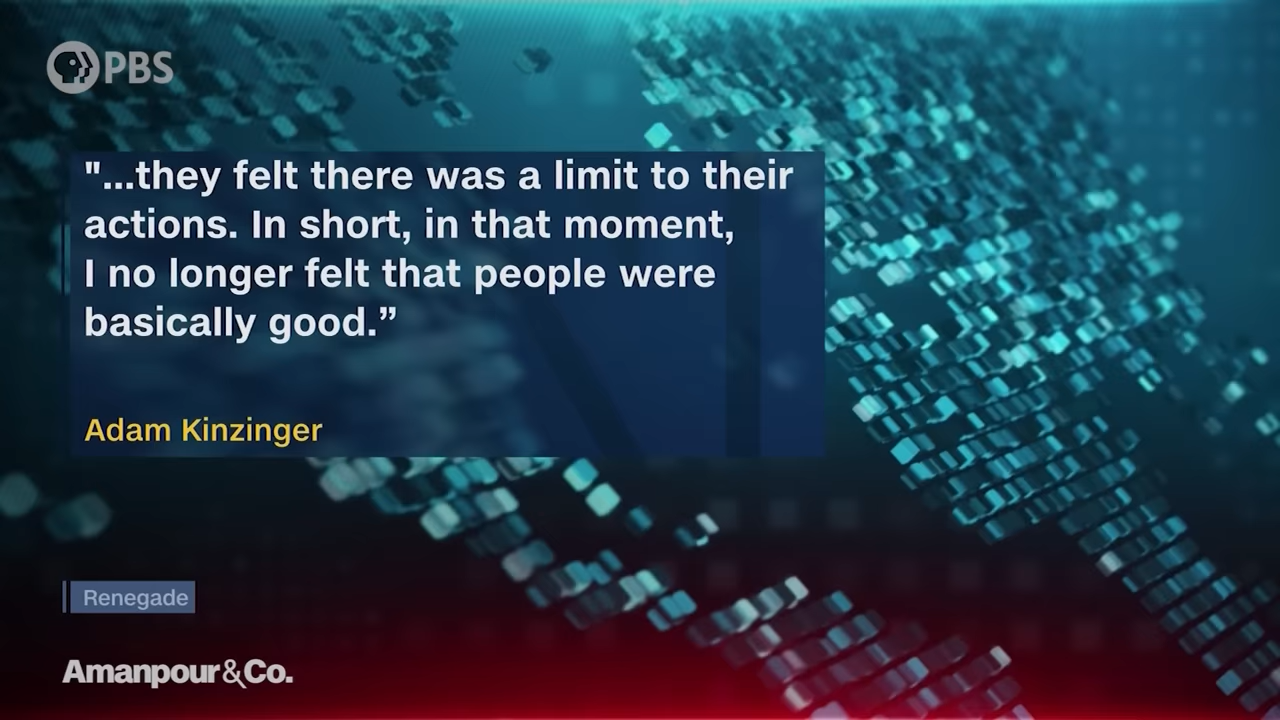 PBS
"...they felt there was a limit to their
actions. In short, in that moment,
I no longer felt that people were
basically good.”
Adam Kinzinger
Renegade
Amanpour&Co.